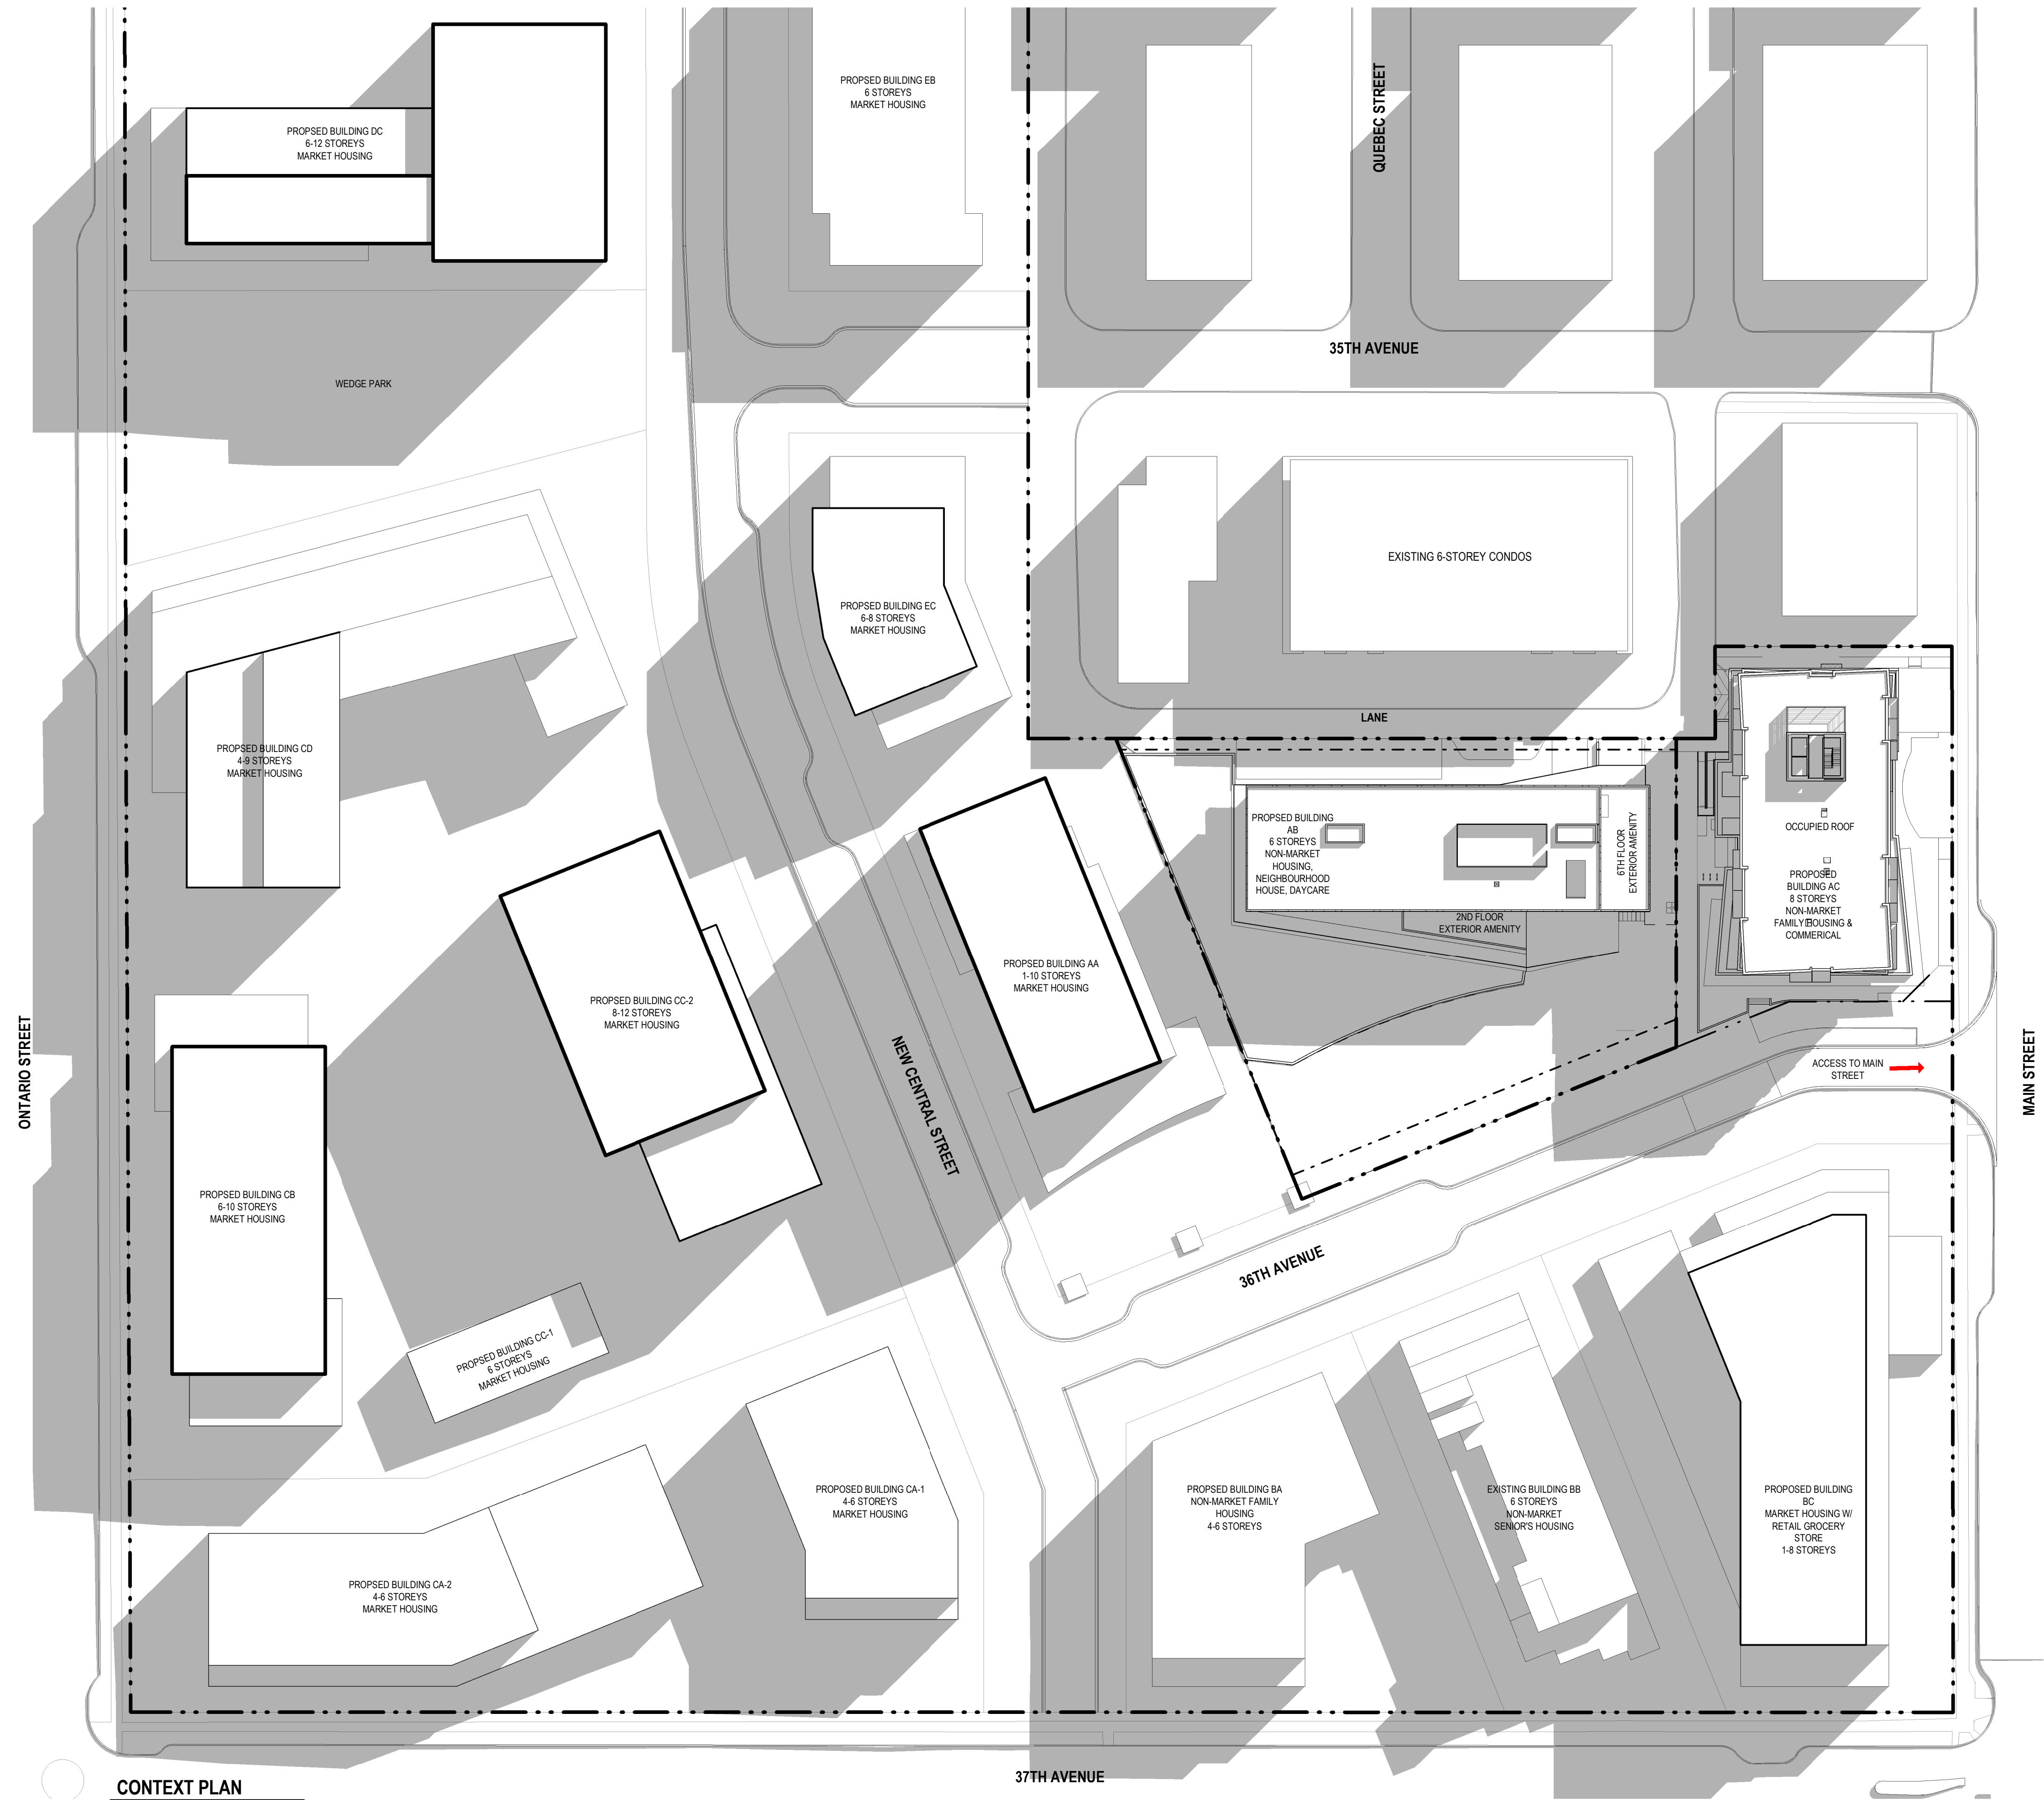 PROPSED BUILDING EB
6 STOREYS
MARKET HOUSING
QUEBEC STREET
PROPSED BUILDING DC
6-12 STOREYS
MARKET HOUSING
35TH AVENUE
WEDGE PARK
EXISTING 6-STOREY CONDOS
PROPSED BUILDING EC
6-8 STOREYS
MARKET HOUSING
LANE
PROPSED BUILDING CD
4-9 STOREYS
MARKET HOUSING
PROPSED BUILDING
AB
6 STOREYS
NON-MARKET
HOUSING,
NEIGHBOURHOOD
HOUSE, DAYCARE
6TH FLOOR
EXTERIOR AMENITY
2ND FLOOR
EXTERIOR AMENITY
OCCUPIED ROOF
PROPOSED
BUILDING AC
8 STOREYS
NON-MARKET
FAMILY HOUSING &
COMMERICAL
PROPSED BUILDING AA
1-10 STOREYS
MARKET HOUSING
PROPSED BUILDING CC-2
8-12 STOREYS
MARKET HOUSING
ONTARIO STREET
NEW CENTRAL STREET
ACCESS TO MAIN
STREET
MAIN STREET
PROPSED BUILDING CB
6-10 STOREYS
MARKET HOUSING
36TH AVENUE
PROPSED BUILDING CC-1
6 STOREYS
MARKET HOUSING
PROPOSED BUILDING CA-1
4-6 STOREYS
MARKET HOUSING
PROPSED BUILDING BA
NON-MARKET FAMILY
HOUSING
4-6 STOREYS
EXISTING BUILDING BB
6 STOREYS
NON-MARKET
SENIOR'S HOUSING
PROPOSED BUILDING
BC
MARKET HOUSING W/
RETAIL GROCERY
STORE
1-8 STOREYS
PROPSED BUILDING CA-2
4-6 STOREYS
MARKET HOUSING
37TH AVENUE
CONTEXT PLAN